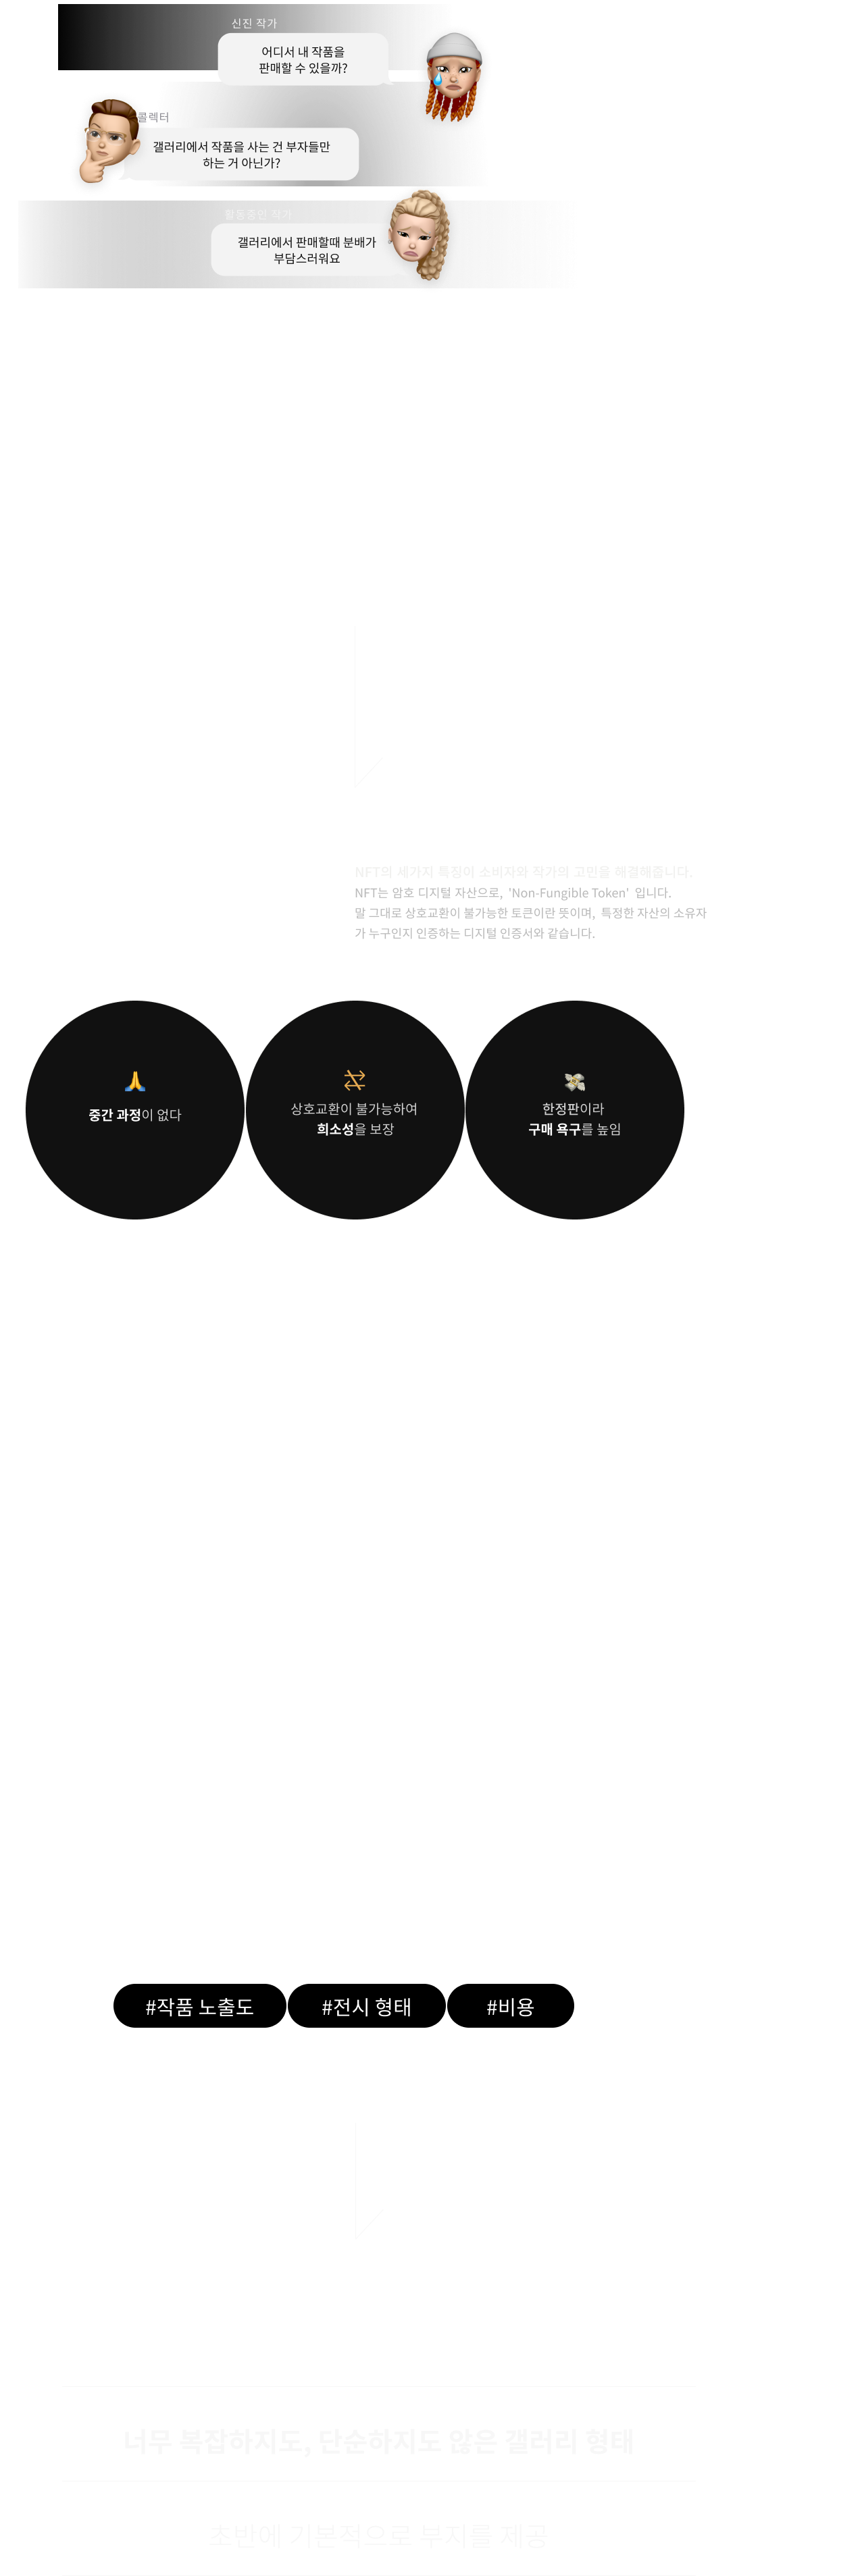 신진 작가
어디서 내 작품을
판매할 수 있을까?
콜렉터
갤러리에서 작품을 사는 건 부자들만
하는 거 아닌가?
활동중인 작가
갤러리에서 판매할때 분배가
부담스러워요
NFT의 세가지 특징이 소비자와 작가의 고민을 해결해줍니다.
NFT는 암호 디지털 자산으로, 'Non-Fungible Token' 입니다.
말 그대로 상호교환이 불가능한 토큰이란 뜻이며, 특정한 자산의 소유자
가 누구인지 인증하는 디지털 인증서와 같습니다.
중간 과정이 없다
상호교환이 불가능하여
희소성을 보장
한정판이라
구매 욕구를 높임
#작품 노출도
#전시 형태
#비용
너무 복잡하지도, 단순하지도 않은 갤러리 형태
초반에 기본적으로 부지를 제공